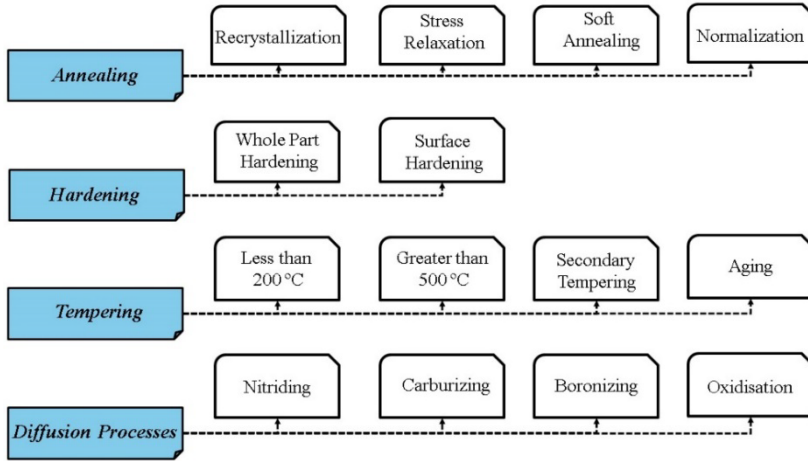 Recrystallization
Stress
Relaxation
Soft
Annealing
Normalization
Annealing
Whole Part
Hardening
Surface
Hardening
Hardening
Less than
200 °C
Greater than
500 °C
Secondary
Tempering
Aging
Tempering
Nitriding
Carburizing
Boronizing
Oxidisation
Diffusion Processes